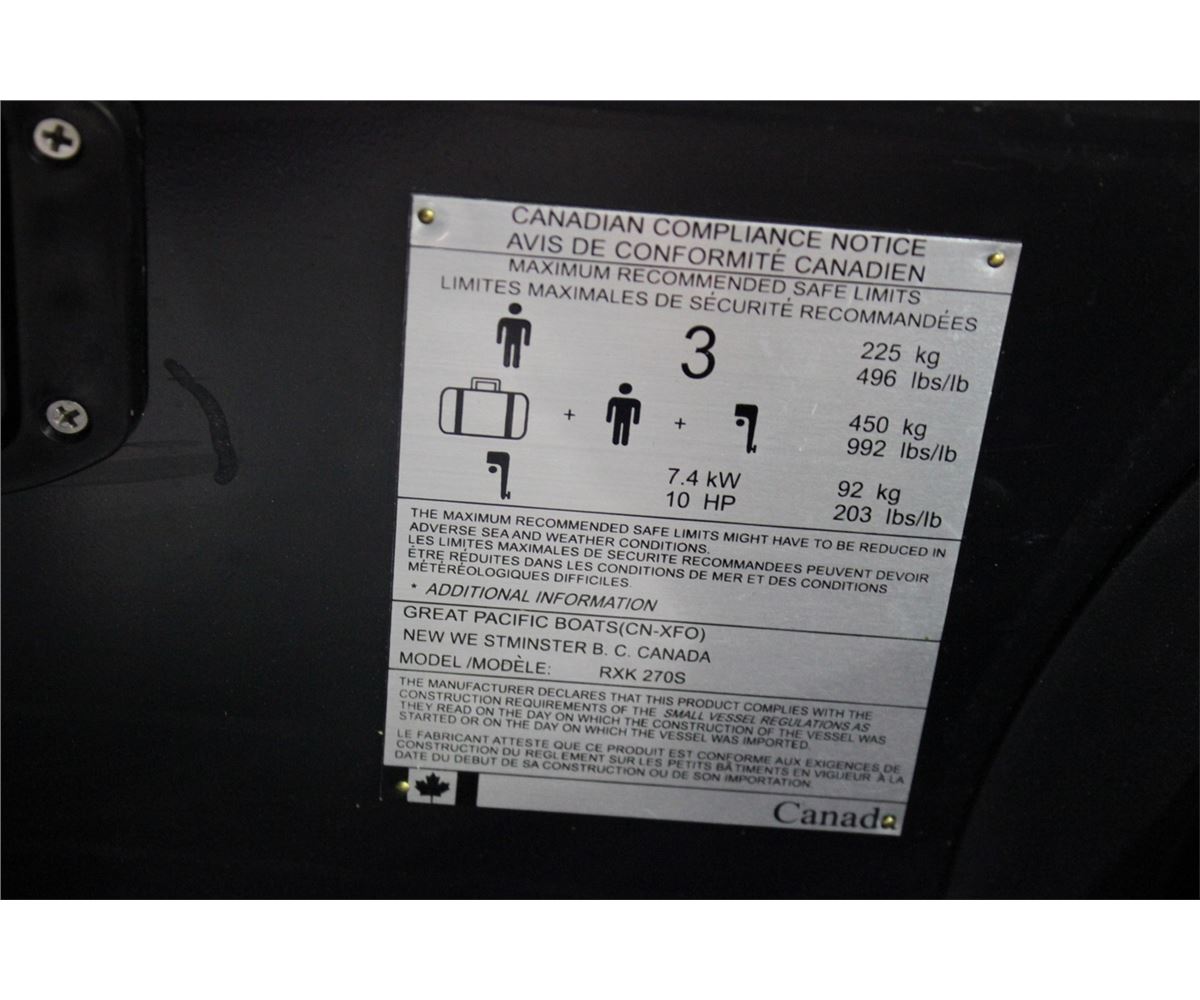 CANADIAN COMPLIANCE NOTICE
AVIS DE CONFORMITÉ CANADIEN
MAXIMUM RECOMMENDED SAFE LIMITS
LIMITES MAXIMALES DE SÉCURITÉ RECOMMANDÉES
3 225 kg
496 lbs/lb
+ + 450 kg
992 lbs/lb
7.4 kW 92 kg
10 HP 203 lbs/lb
THE MAXIMUM RECOMMENDED SAFE LIMITS MIGHT HAVE TO BE REDUCED IN
ADVERSE SEA AND WEATHER CONDITIONS.
LES LIMITES MAXIMALES DE SECURITE RECOMMANDEES PEUVENT DEVOIR
ÊTRE RÉDUITES DANS LES CONDITIONS DE MER ET DES CONDITIONS
MÉTÉREOLOGIQUES DIFFICILES.
* ADDITIONAL INFORMATION
GREAT PACIFIC BOATS(CN-XFO)
NEW WE STMINSTER B. C. CANADA
MODEL /MODÈLE: RXK 270S
THE MANUFACTURER DECLARES THAT THIS PRODUCT COMPLIES WITH THE
CONSTRUCTION REQUIREMENTS OF THE SMALL VESSEL REGULATIONS AS
THEY READ ON THE DAY ON WHICH THE CONSTRUCTION OF THE VESSEL WAS
STARTED OR ON THE DAY ON WHICH THE VESSEL WAS IMPORTED.
LE FABRICANT ATTESTE QUE CE PRODUIT EST CONFORME AUX EXIGENCES DE
CONSTRUCTION DU REGLEMENT SUR LES PETITS BÂTIMENTS EN VIGUEUR À LA
DATE DU DEBUT DE SA CONSTRUCTION OU DE SON IMPORTATION.
Canada